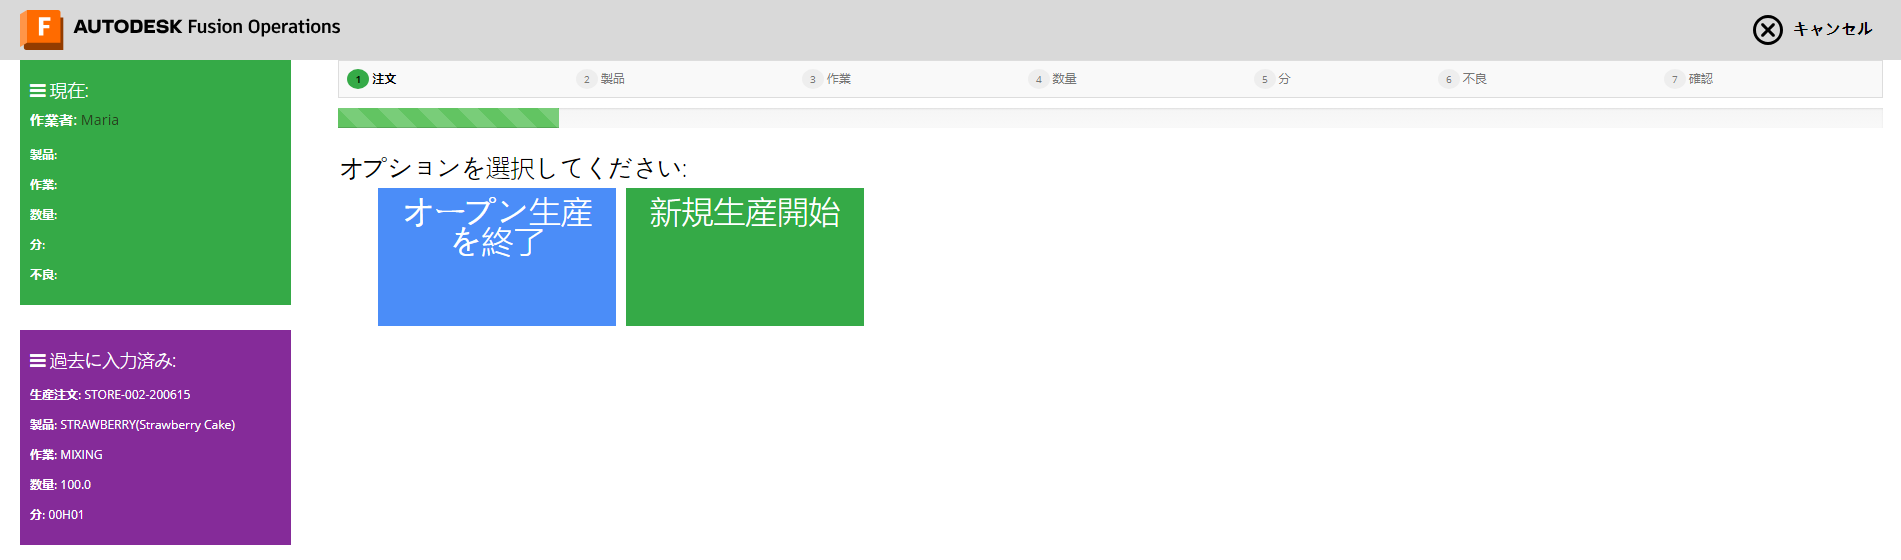 F AUTODESK Fusion Operations
キャンセル
現在:
作業者: Maria
製品:
作業:
数量:
分:
不良:
過去に入力済み:
生産注文: STORE-002-200615
製品: STRAWBERRY(Strawberry Cake)
作業: MIXING
数量: 100.0
分: 00H01
1 注文 2 製品 3 作業 4 数量 5 分 6 不良 7 確認
オプションを選択してください:
オープン生産
を終了
新規生産開始